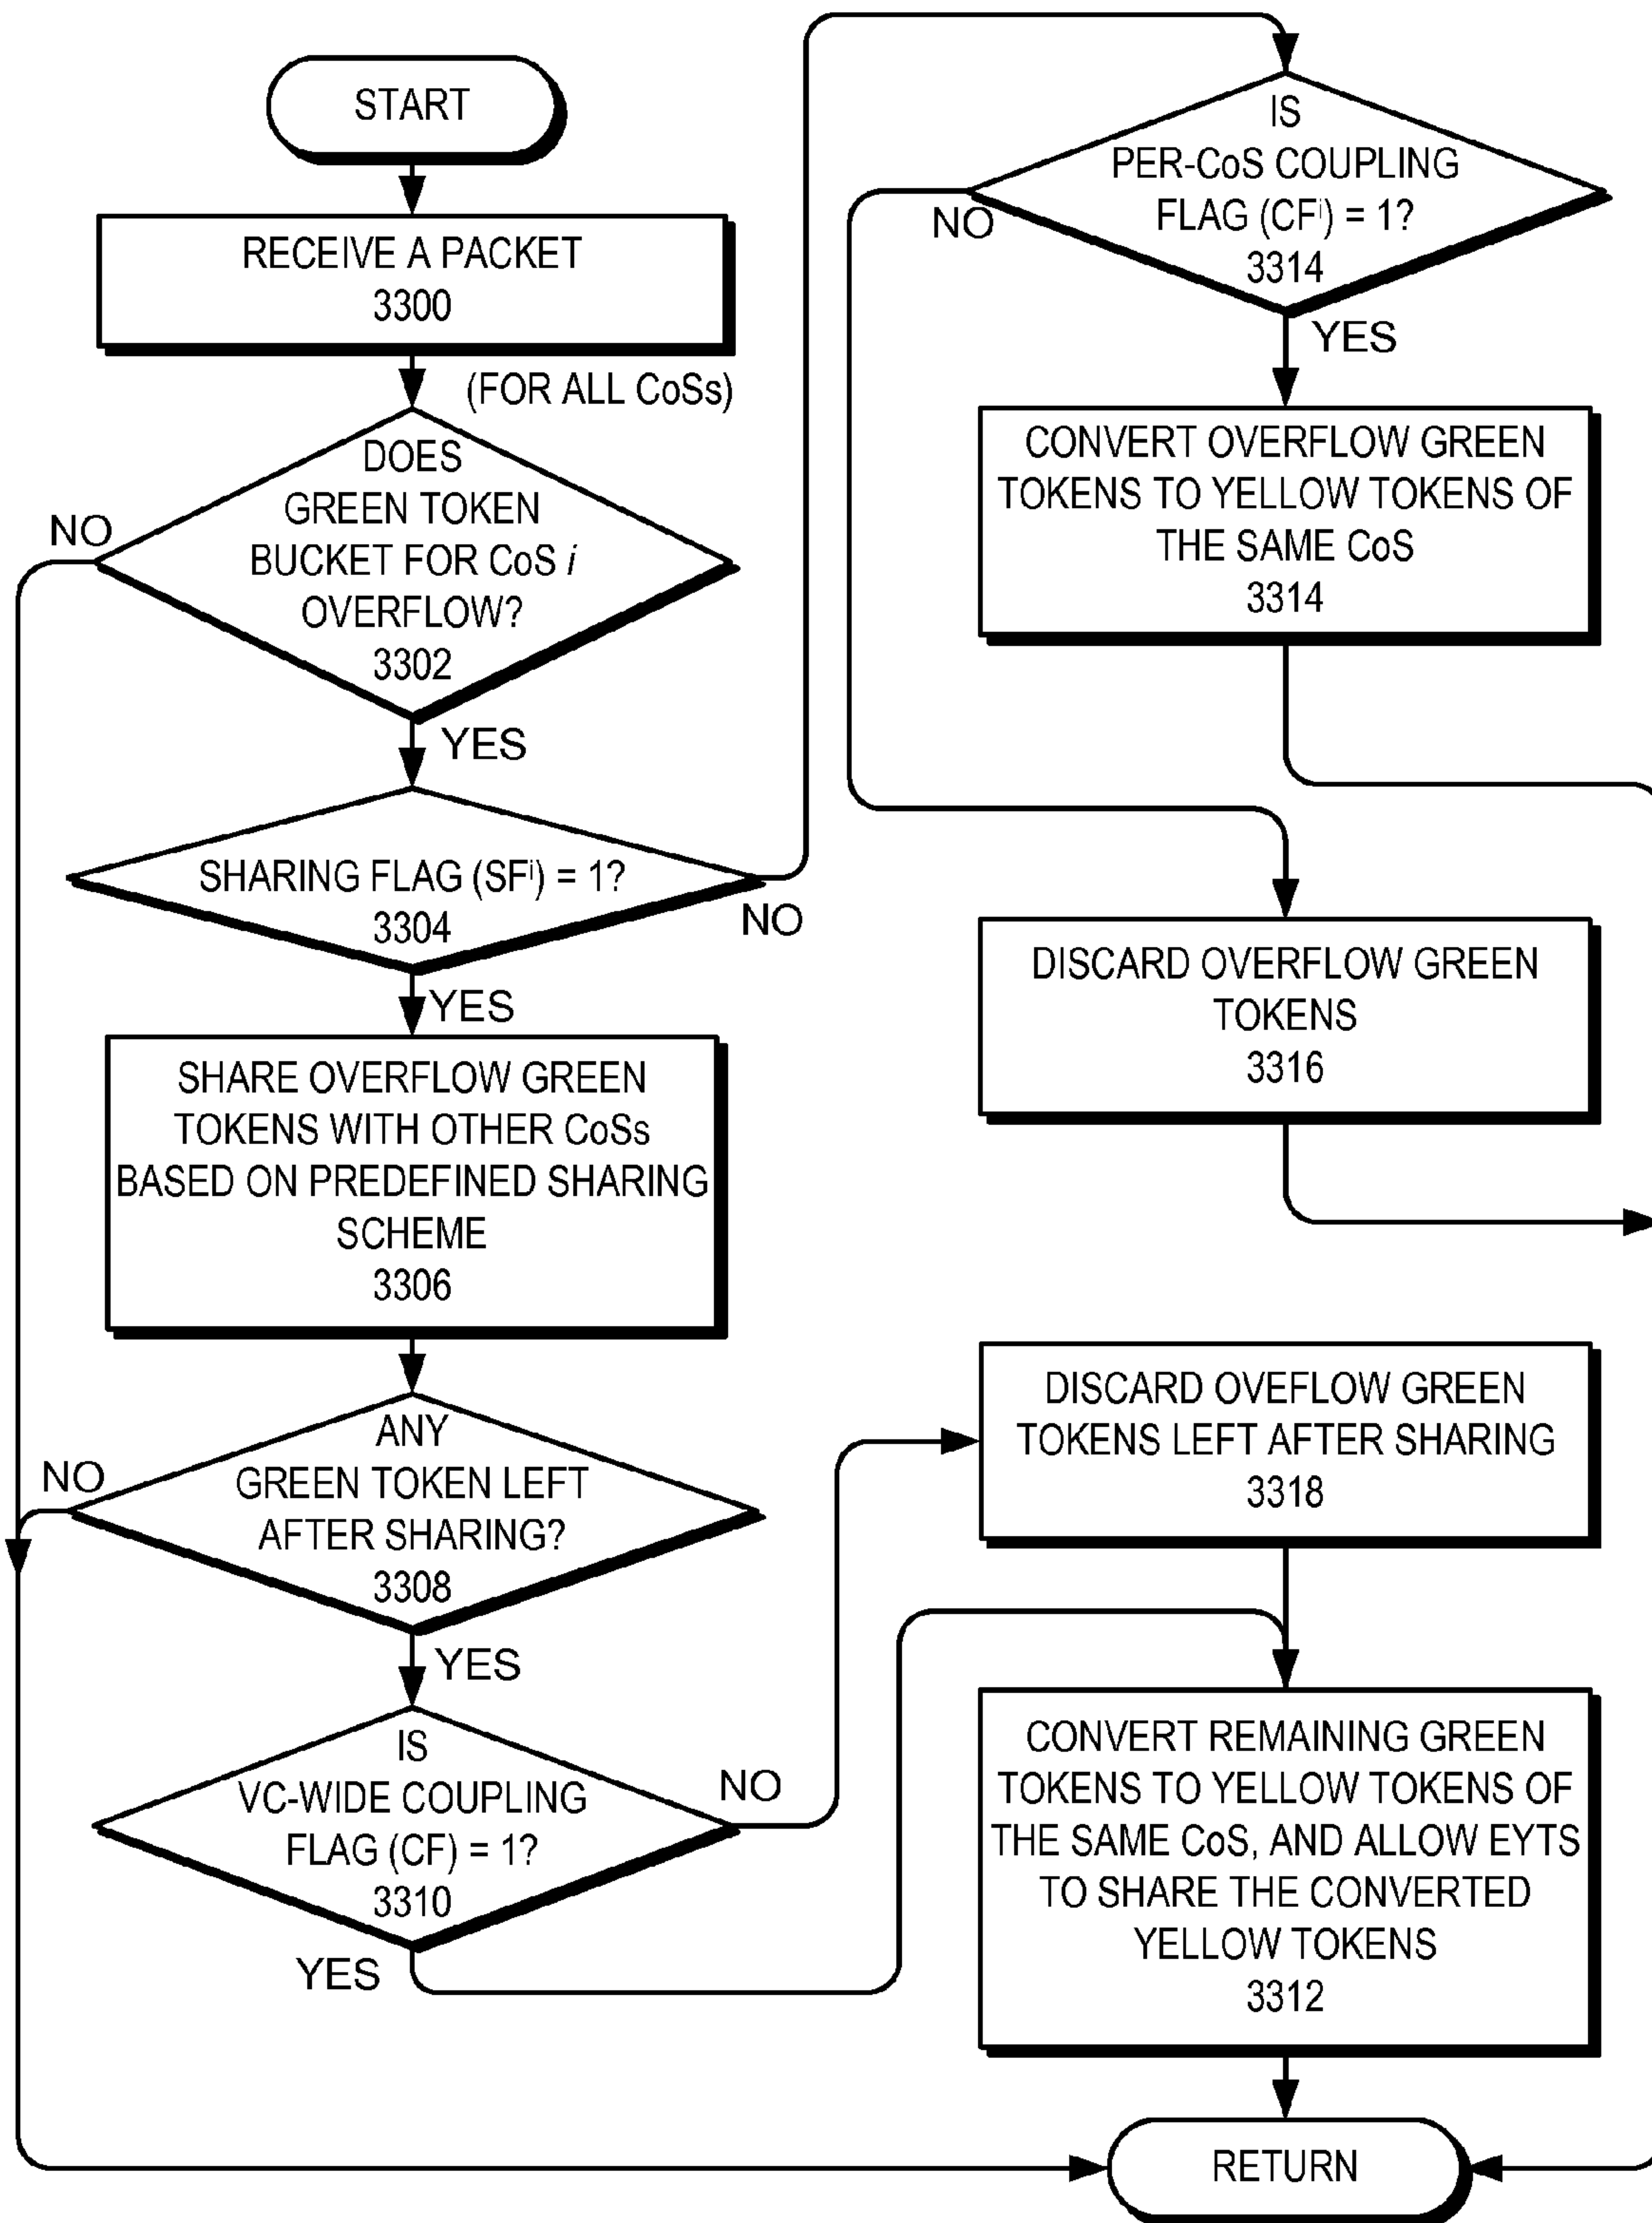 START
RECEIVE A PACKET
3300
(FOR ALL CoSs)
DOES
GREEN TOKEN
BUCKET FOR CoS i
OVERFLOW?
3302
NO
YES
SHARING FLAG (SFⁱ) = 1?
3304
NO
YES
SHARE OVERFLOW GREEN
TOKENS WITH OTHER CoSs
BASED ON PREDEFINED SHARING
SCHEME
3306
ANY
GREEN TOKEN LEFT
AFTER SHARING?
3308
NO
YES
IS
VC-WIDE COUPLING
FLAG (CF) = 1?
3310
NO
YES
IS
PER-CoS COUPLING
FLAG (CFⁱ) = 1?
3314
NO
YES
CONVERT OVERFLOW GREEN
TOKENS TO YELLOW TOKENS OF
THE SAME CoS
3314
DISCARD OVERFLOW GREEN
TOKENS
3316
DISCARD OVEFLOW GREEN
TOKENS LEFT AFTER SHARING
3318
CONVERT REMAINING GREEN
TOKENS TO YELLOW TOKENS OF
THE SAME CoS, AND ALLOW EYTS
TO SHARE THE CONVERTED
YELLOW TOKENS
3312
RETURN